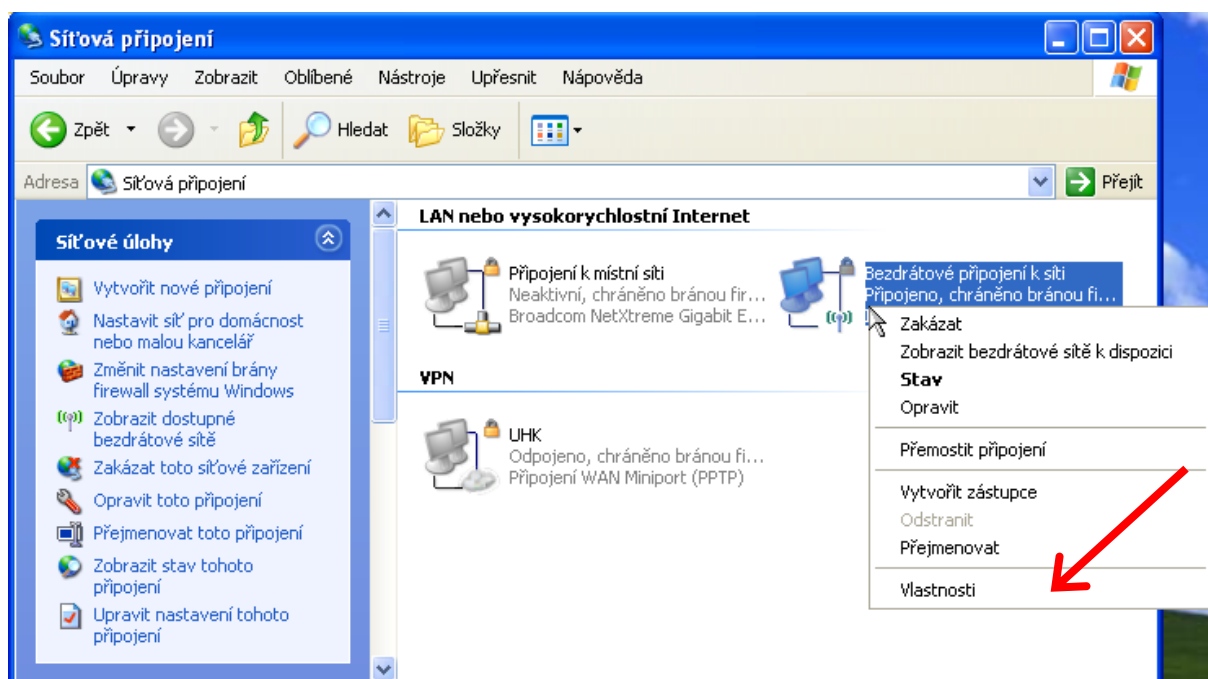 Síťová připojení
Soubor Úpravy Zobrazit Oblíbené Nástroje Upřesnit Nápověda
Zpět Hledat Složky
Adresa Síťová připojení Přejít
Síťové úlohy
Vytvořit nové připojení
Nastavit síť pro domácnost
nebo malou kancelář
Změnit nastavení brány
firewall systému Windows
Zobrazit dostupné
bezdrátové sítě
Zakázat toto síťové zařízení
Opravit toto připojení
Přejmenovat toto připojení
Zobrazit stav tohoto
připojení
Upravit nastavení tohoto
připojení
LAN nebo vysokorychlostní Internet
Připojení k místní síti
Neaktivní, chráněno bránou fir...
Broadcom NetXtreme Gigabit E...
Bezdrátové připojení k síti
Připojeno, chráněno bránou fi...
VPN
UHK
Odpojeno, chráněno bránou fi...
Připojení WAN Miniport (PPTP)
Zakázat
Zobrazit bezdrátové sítě k dispozici
Stav
Opravit
Přemostit připojení
Vytvořit zástupce
Odstranit
Přejmenovat
Vlastnosti